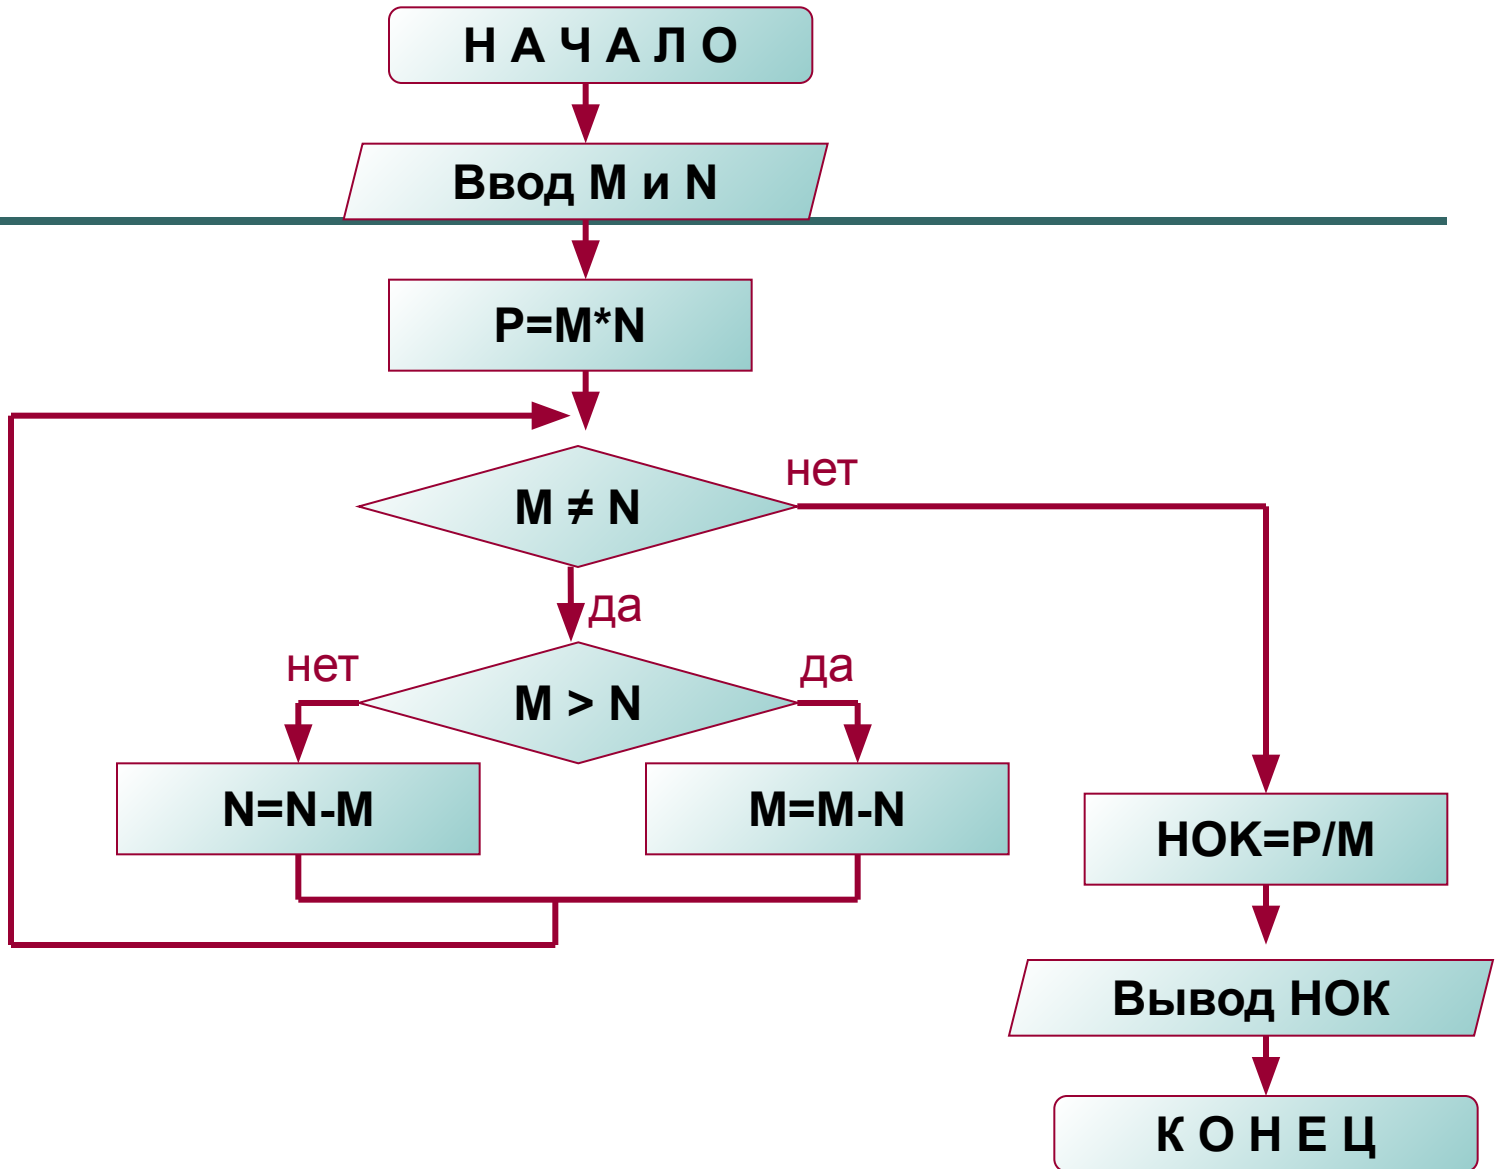 Н А Ч А Л О
Ввод M и N
P=M*N
M ≠ N
нет
да
M > N
нет
да
N=N-M
M=M-N
НОК=P/M
Вывод НОК
К О Н Е Ц